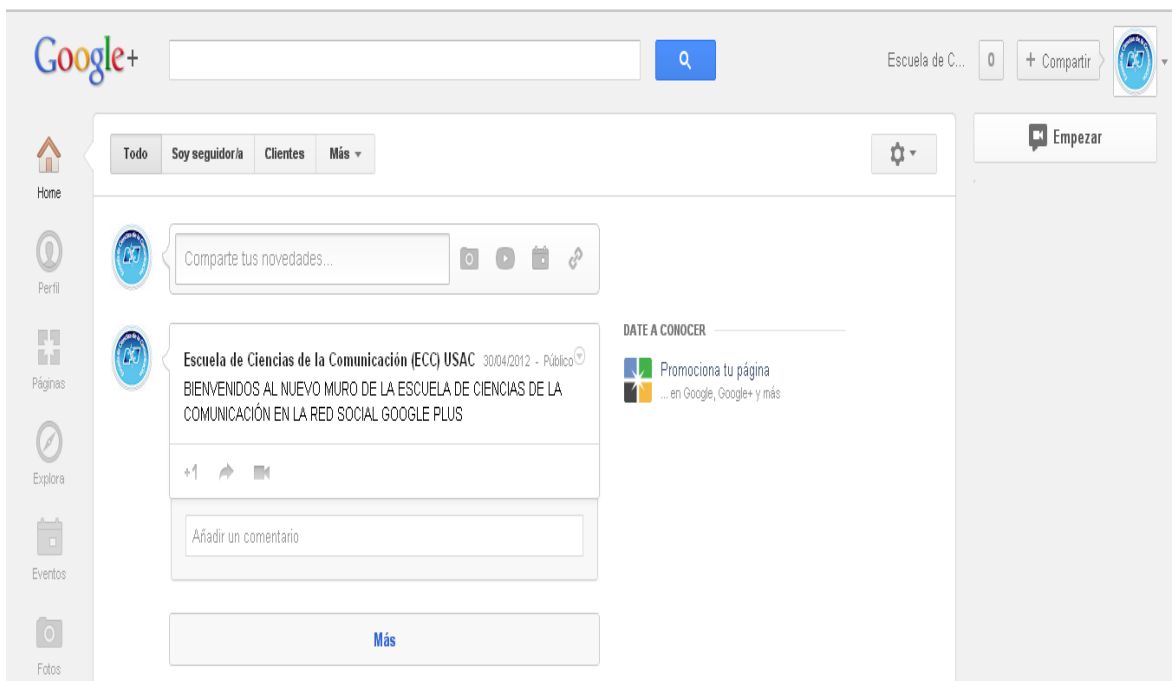 Google+
Escuela de C... 0 + Compartir
Empezar
Todo Soy seguidor/a Clientes Más
Home
Perfil
Páginas
Explora
Eventos
Fotos
Comparte tus novedades...
Escuela de Ciencias de la Comunicación (ECC) USAC 30/04/2012 - Público
BIENVENIDOS AL NUEVO MURO DE LA ESCUELA DE CIENCIAS DE LA
COMUNICACIÓN EN LA RED SOCIAL GOOGLE PLUS
+1
Añadir un comentario
Más
DATE A CONOCER
Promociona tu página
... en Google, Google+ y más